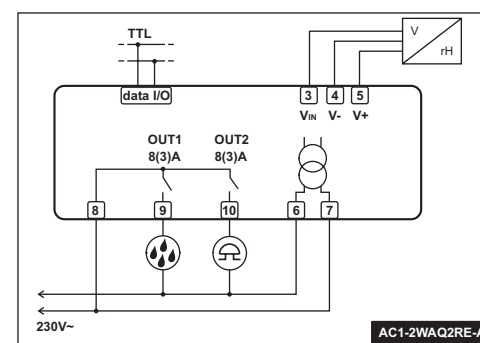 TTL
V
rH
data I/O
3 4 5
VIN V- V+
OUT1 OUT2
8(3)A 8(3)A
8 9 10 6 7
230V~
AC1-2WAQ2RE-A